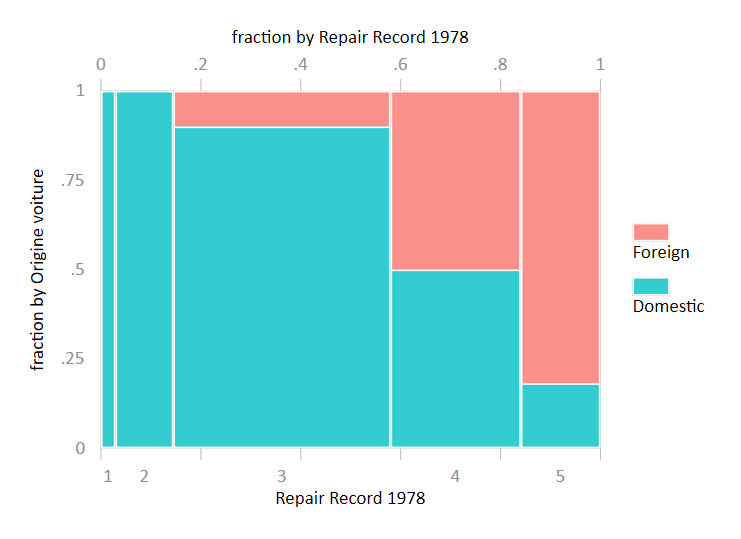 fraction by Repair Record 1978
0 .2 .4 .6 .8 1
1
.75
.5
.25
0
fraction by Origine voiture
Foreign
Domestic
1 2 3 4 5
Repair Record 1978